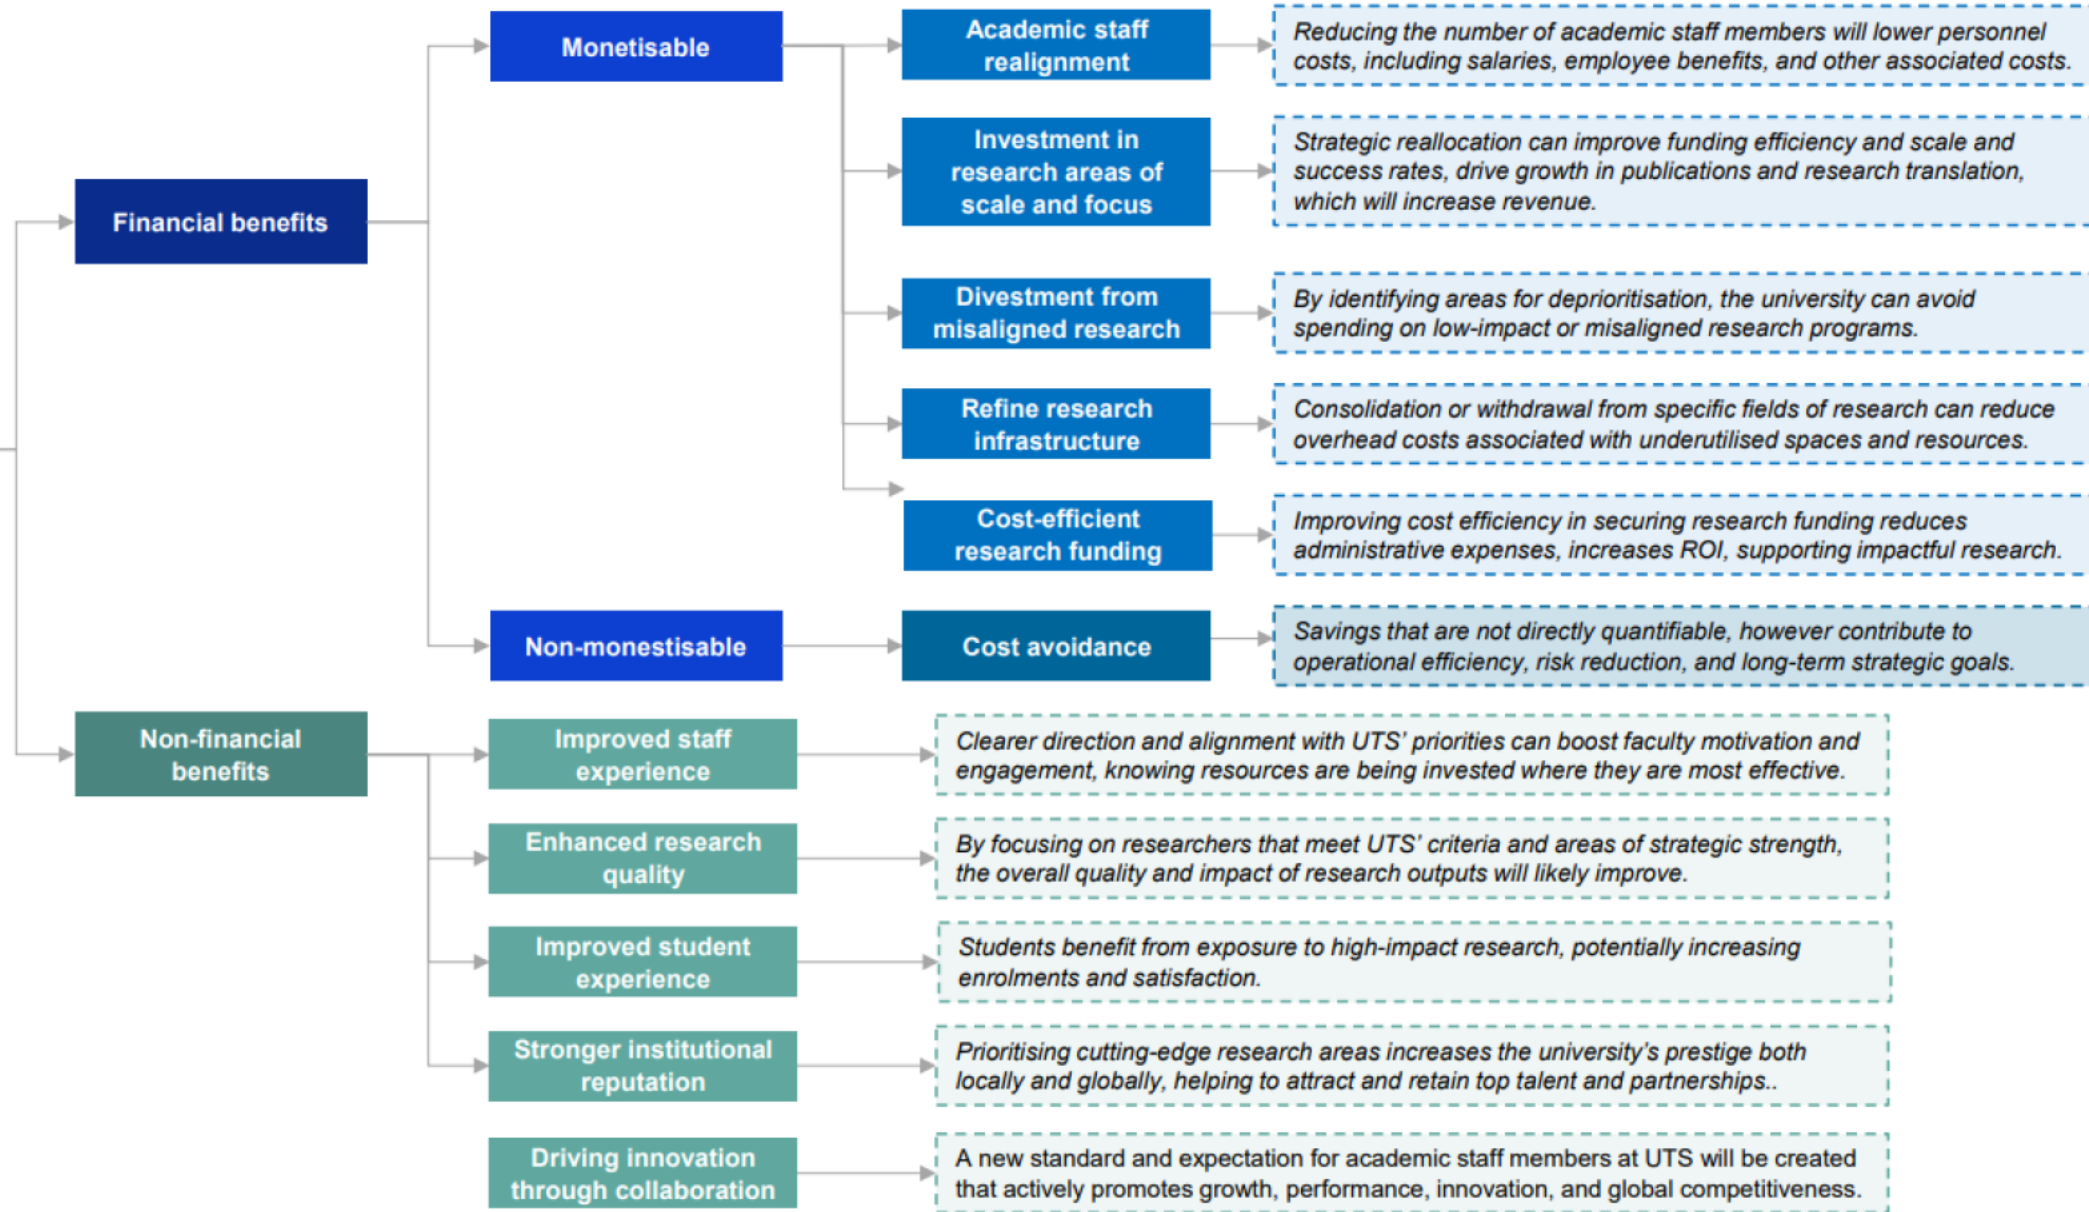 Monetisable
Academic staff
realignment
Reducing the number of academic staff members will lower personnel
costs, including salaries, employee benefits, and other associated costs.
Investment in
research areas of
scale and focus
Strategic reallocation can improve funding efficiency and scale and
success rates, drive growth in publications and research translation,
which will increase revenue.
Financial benefits
Divestment from
misaligned research
By identifying areas for deprioritisation, the university can avoid
spending on low-impact or misaligned research programs.
Refine research
infrastructure
Consolidation or withdrawal from specific fields of research can reduce
overhead costs associated with underutilised spaces and resources.
Cost-efficient
research funding
Improving cost efficiency in securing research funding reduces
administrative expenses, increases ROI, supporting impactful research.
Non-monestisable
Cost avoidance
Savings that are not directly quantifiable, however contribute to
operational efficiency, risk reduction, and long-term strategic goals.
Non-financial
benefits
Improved staff
experience
Clearer direction and alignment with UTS' priorities can boost faculty motivation and
engagement, knowing resources are being invested where they are most effective.
Enhanced research
quality
By focusing on researchers that meet UTS' criteria and areas of strategic strength,
the overall quality and impact of research outputs will likely improve.
Improved student
experience
Students benefit from exposure to high-impact research, potentially increasing
enrolments and satisfaction.
Stronger institutional
reputation
Prioritising cutting-edge research areas increases the university's prestige both
locally and globally, helping to attract and retain top talent and partnerships..
Driving innovation
through collaboration
A new standard and expectation for academic staff members at UTS will be created
that actively promotes growth, performance, innovation, and global competitiveness.